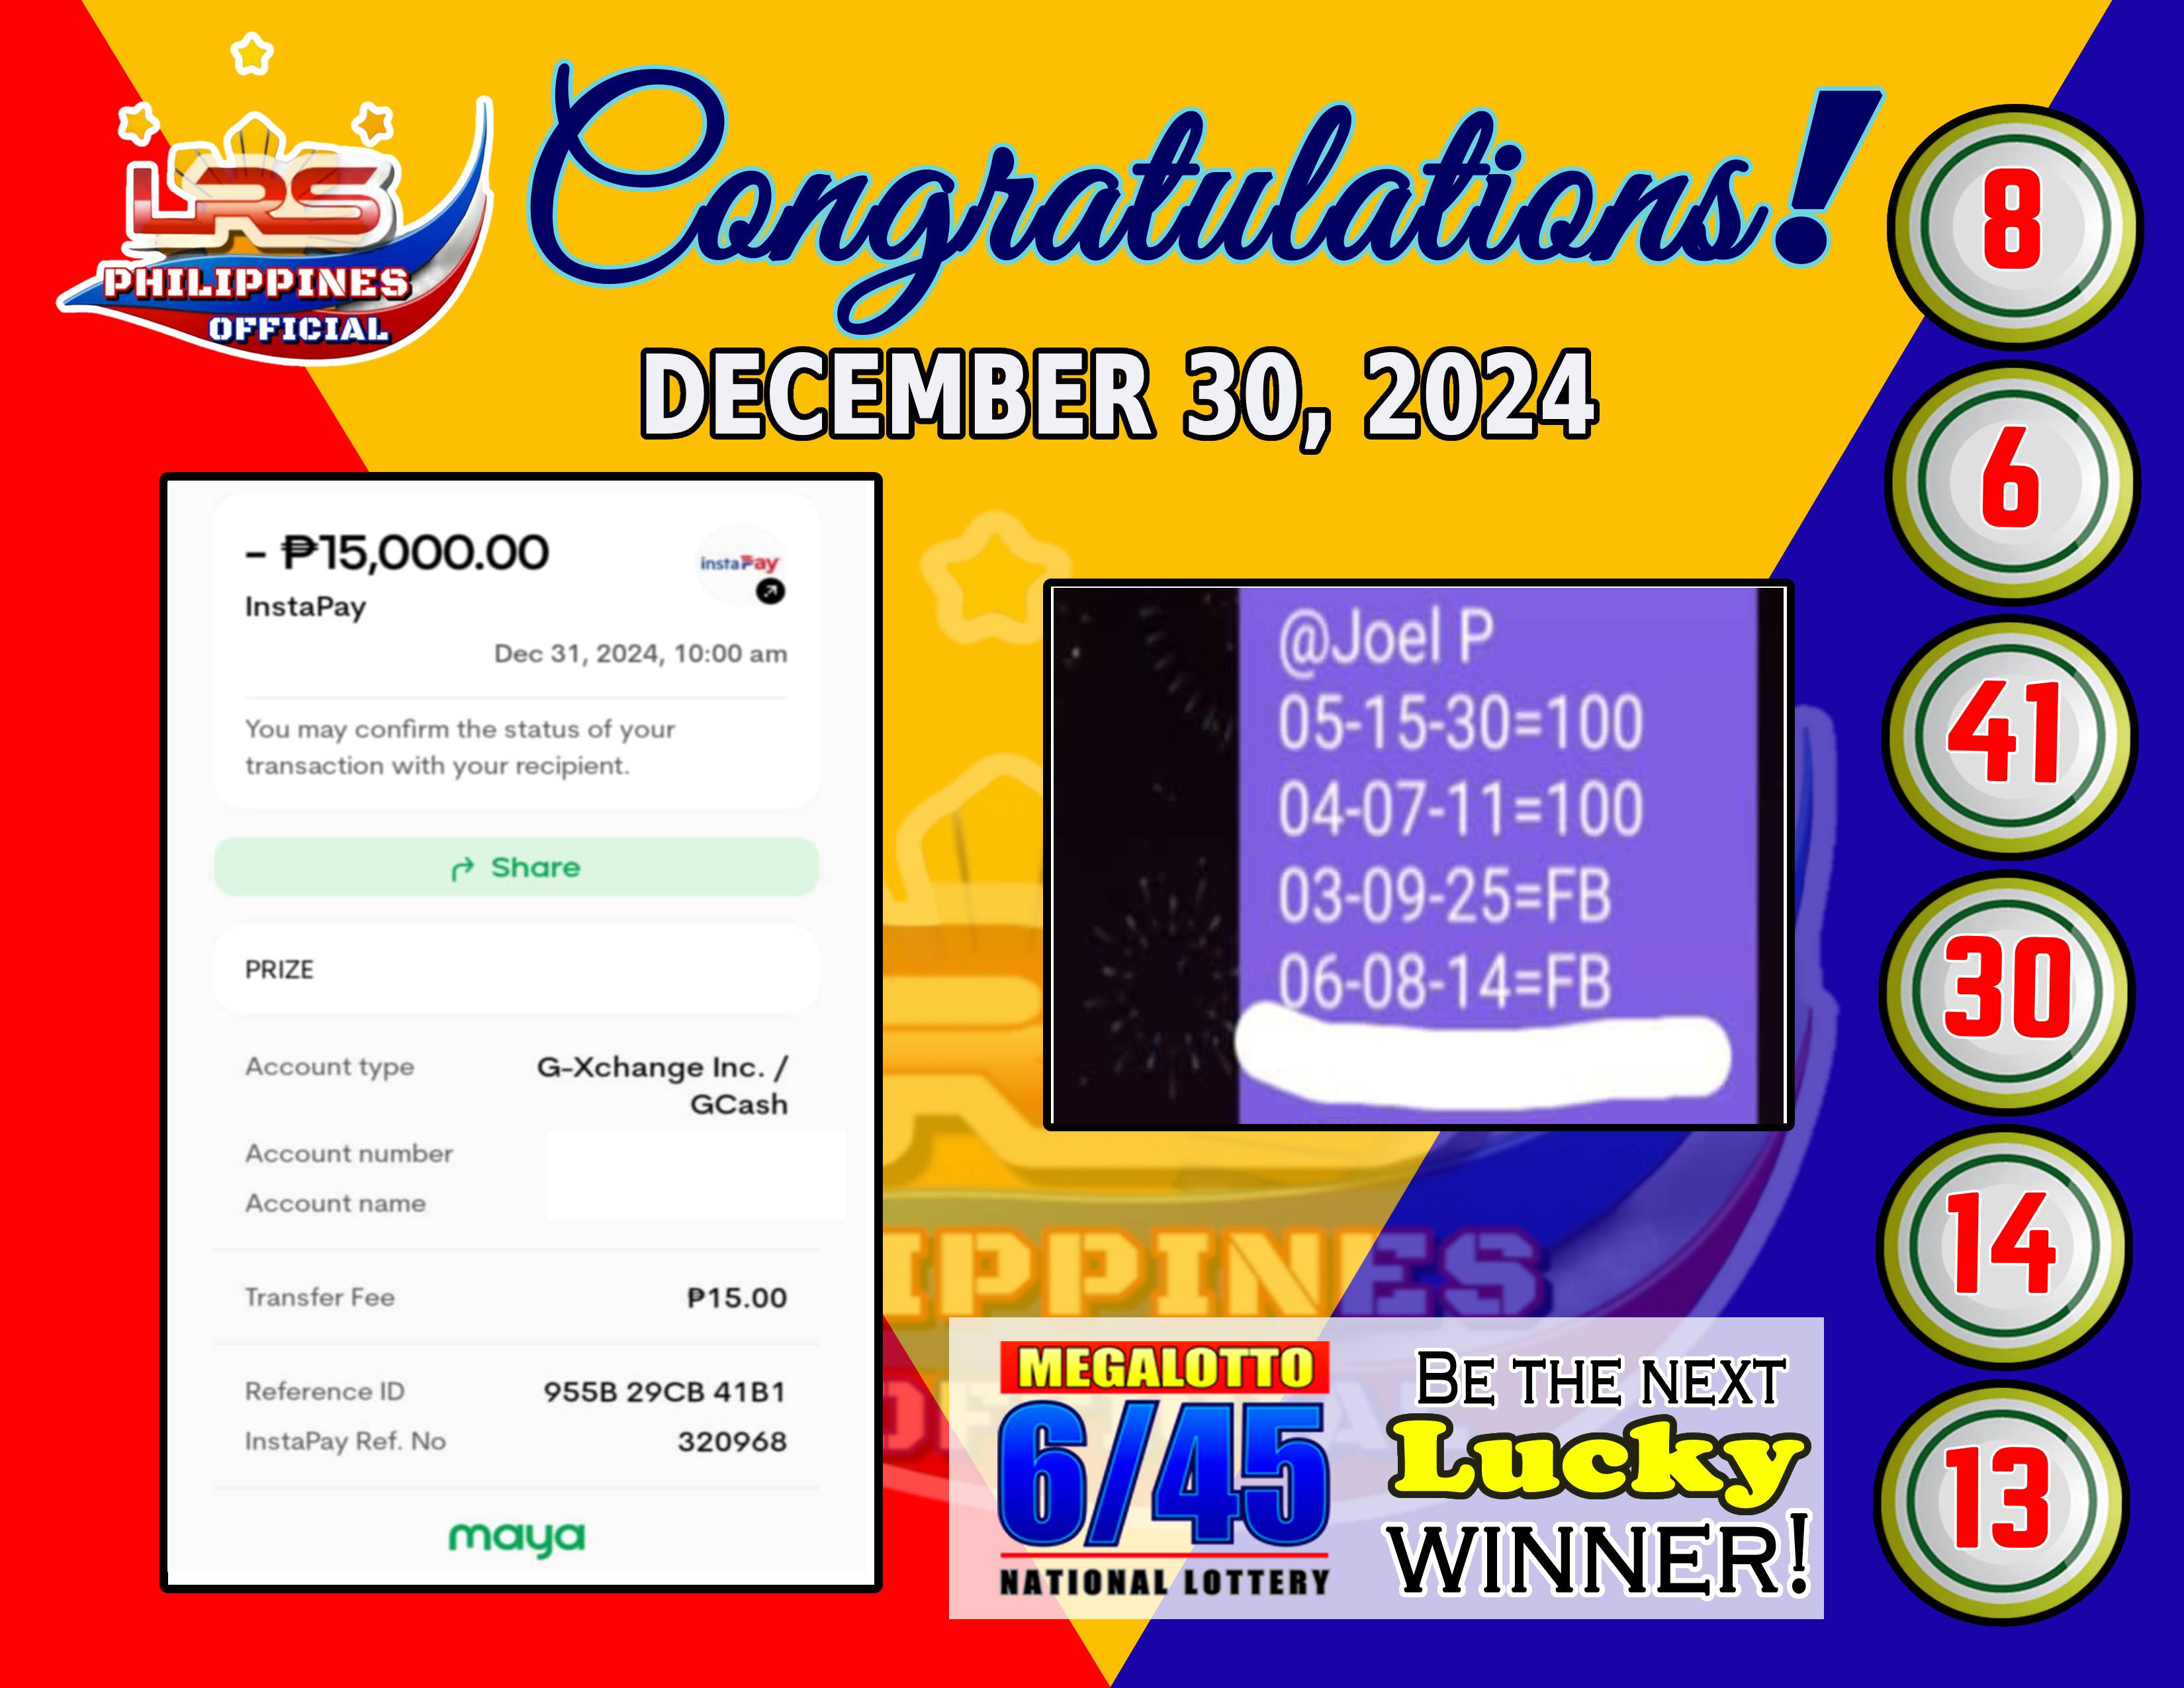 LRS
PHILIPPINES
OFFICIAL
Congratulations!
DECEMBER 30, 2024
- ₱15,000.00
instaPay
InstaPay
Dec 31, 2024, 10:00 am
You may confirm the status of your
transaction with your recipient.
Share
PRIZE
Account type G-Xchange Inc. /
GCash
Account number
Account name
Transfer Fee ₱15.00
Reference ID 955B 29CB 41B1
InstaPay Ref. No 320968
maya
@Joel P
05-15-30=100
04-07-11=100
03-09-25=FB
06-08-14=FB
IPPINES
MEGALOTTO
6/45
NATIONAL LOTTERY
BE THE NEXT
Lucky
WINNER!
8
6
41
30
14
13